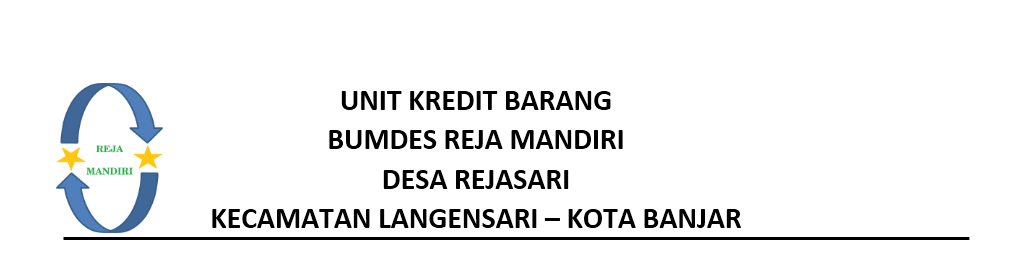 UNIT KREDIT BARANG
BUMDES REJA MANDIRI
DESA REJASARI
KECAMATAN LANGENSARI – KOTA BANJAR
REJA
MANDIRI